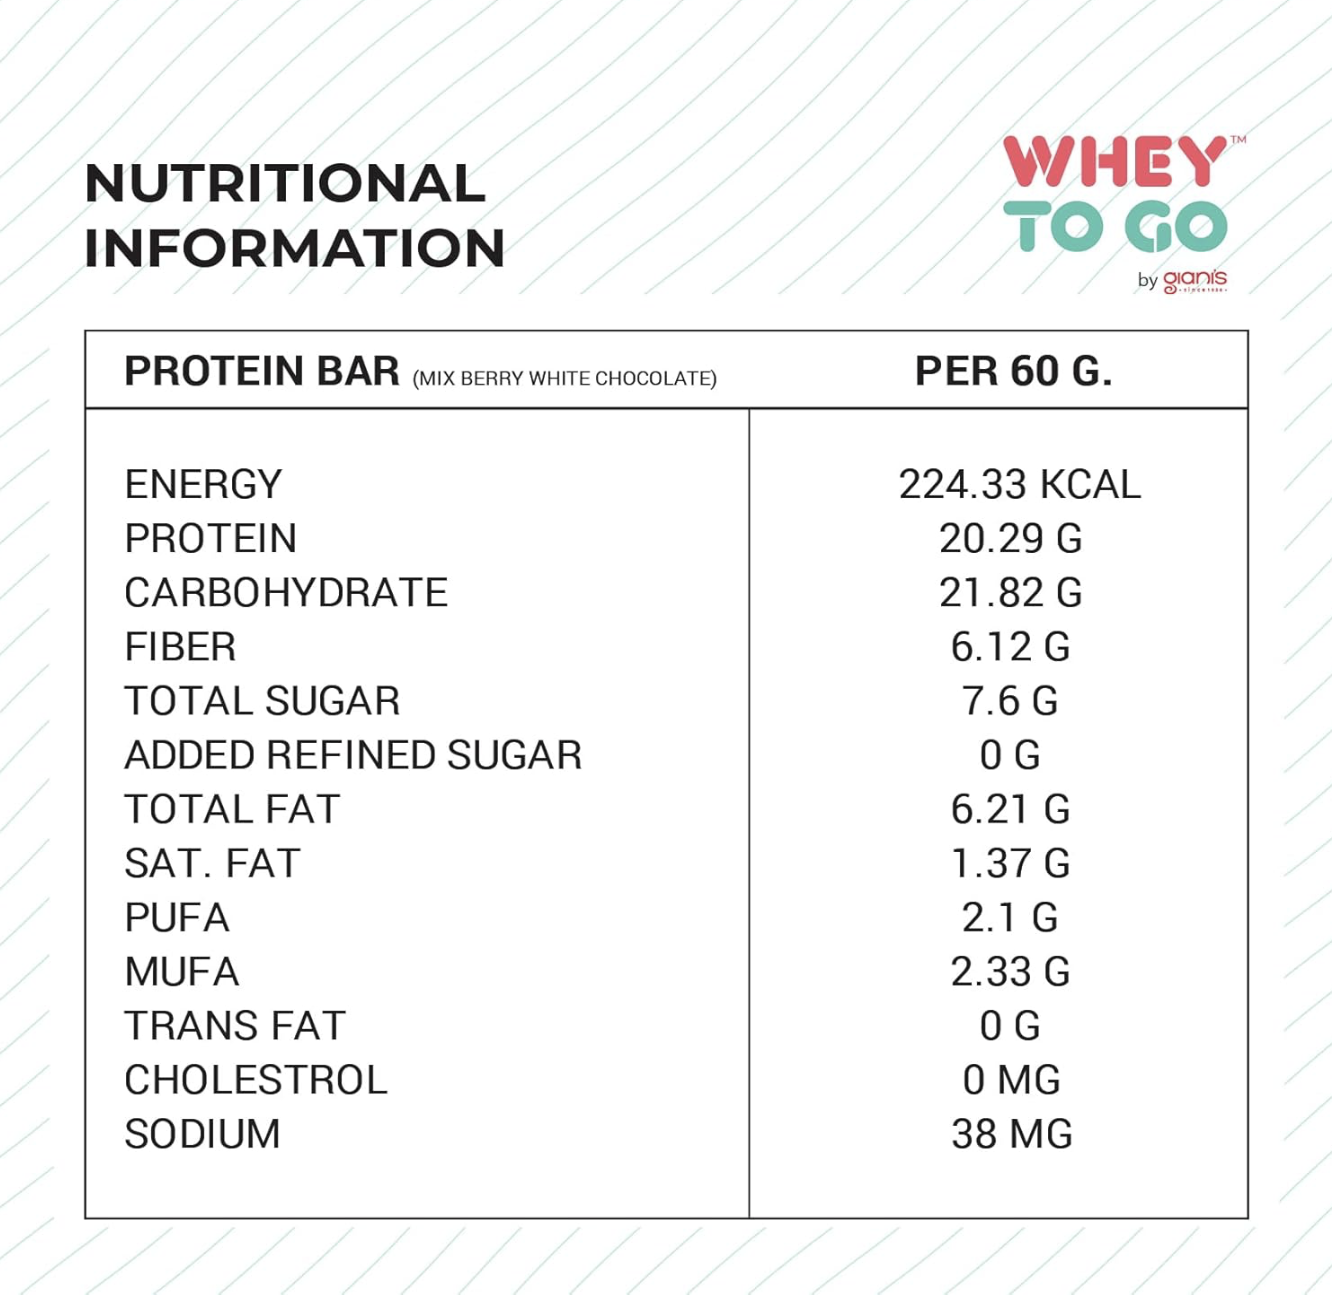 WHEY™
TO GO
by gianis
NUTRITIONAL
INFORMATION
PROTEIN BAR (MIX BERRY WHITE CHOCOLATE) PER 60 G.
ENERGY 224.33 KCAL
PROTEIN 20.29 G
CARBOHYDRATE 21.82 G
FIBER 6.12 G
TOTAL SUGAR 7.6 G
ADDED REFINED SUGAR 0 G
TOTAL FAT 6.21 G
SAT. FAT 1.37 G
PUFA 2.1 G
MUFA 2.33 G
TRANS FAT 0 G
CHOLESTROL 0 MG
SODIUM 38 MG